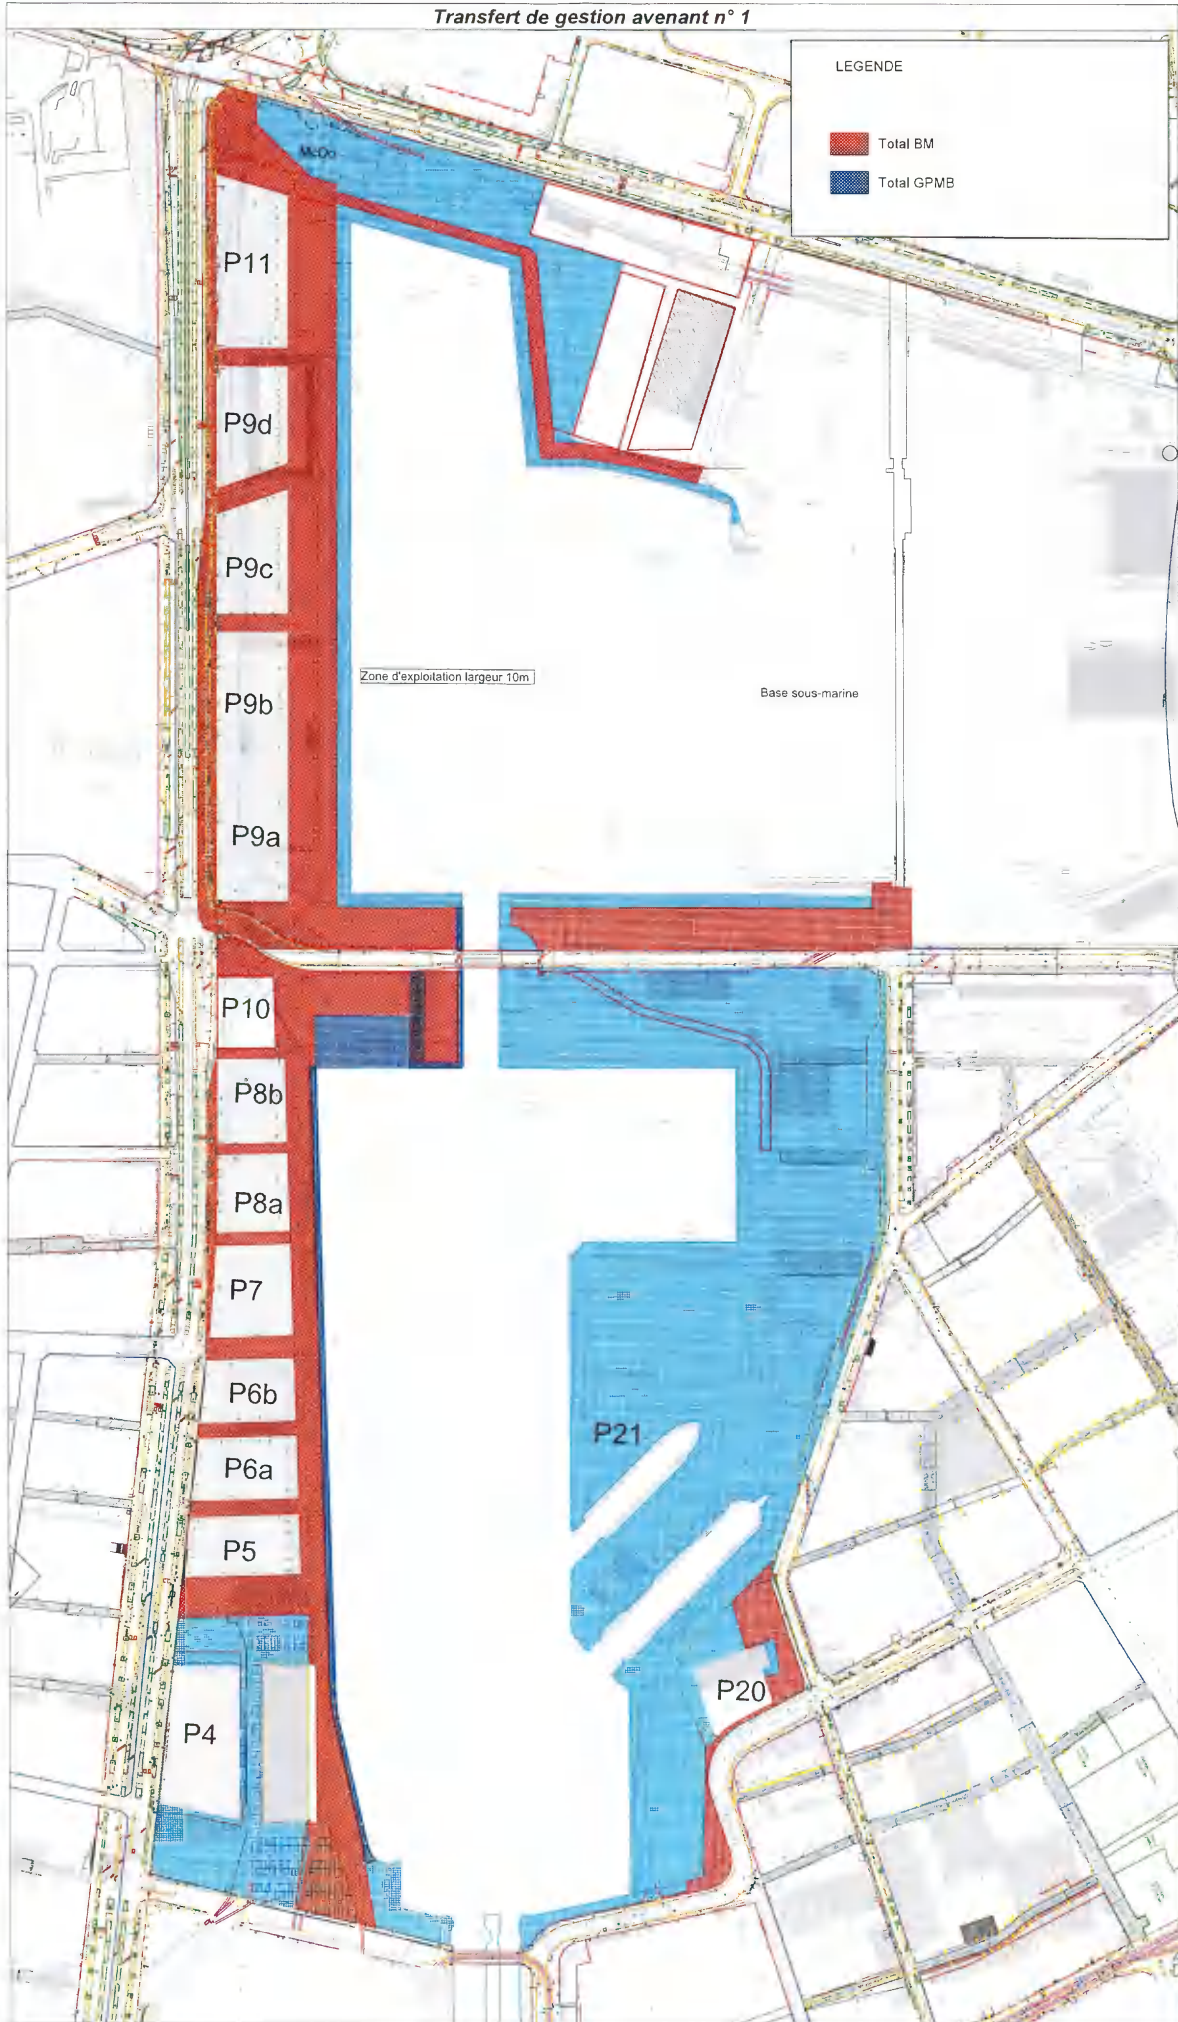 Transfert de gestion avenant n° 1
LEGENDE
Total BM
Total GPMB
McDo
P11
P9d
P9c
Zone d'exploitation largeur 10m
Base sous-marine
P9b
P9a
P10
P8b
P8a
P7
P6b
P21
P6a
P5
P20
P4